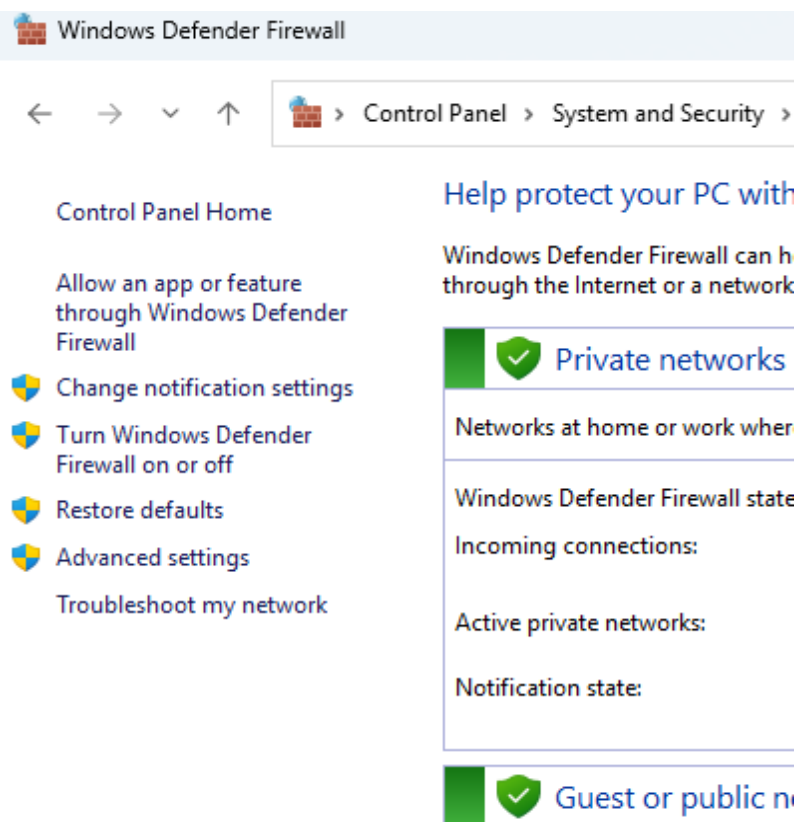 Windows Defender Firewall
Control Panel > System and Security >
Control Panel Home
Allow an app or feature
through Windows Defender
Firewall
Change notification settings
Turn Windows Defender
Firewall on or off
Restore defaults
Advanced settings
Troubleshoot my network
Help protect your PC with
Windows Defender Firewall can
through the Internet or a network
Private networks
Networks at home or work
Windows Defender Firewall state
Incoming connections:
Active private networks:
Notification state:
Guest or public